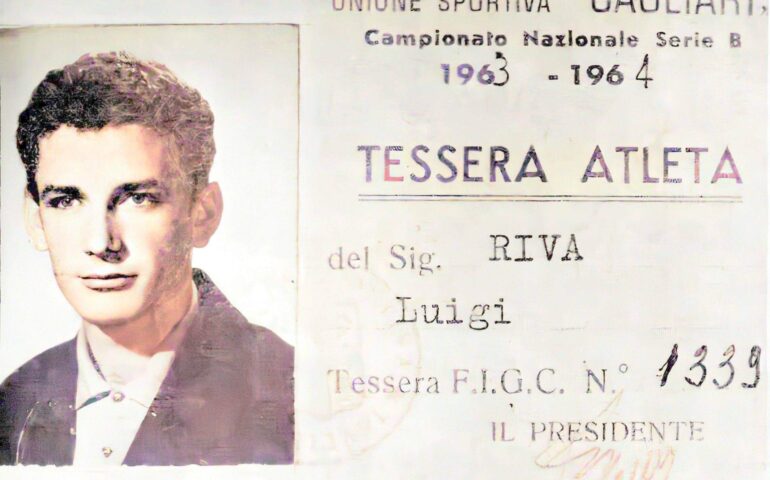 UNIONE SPORTIVA CAGLIARI,
Campionato Nazionale Serie B
1963 - 1964
TESSERA ATLETA
del Sig. RIVA
Luigi
Tessera F.I.G.C. N.° 1339
IL PRESIDENTE